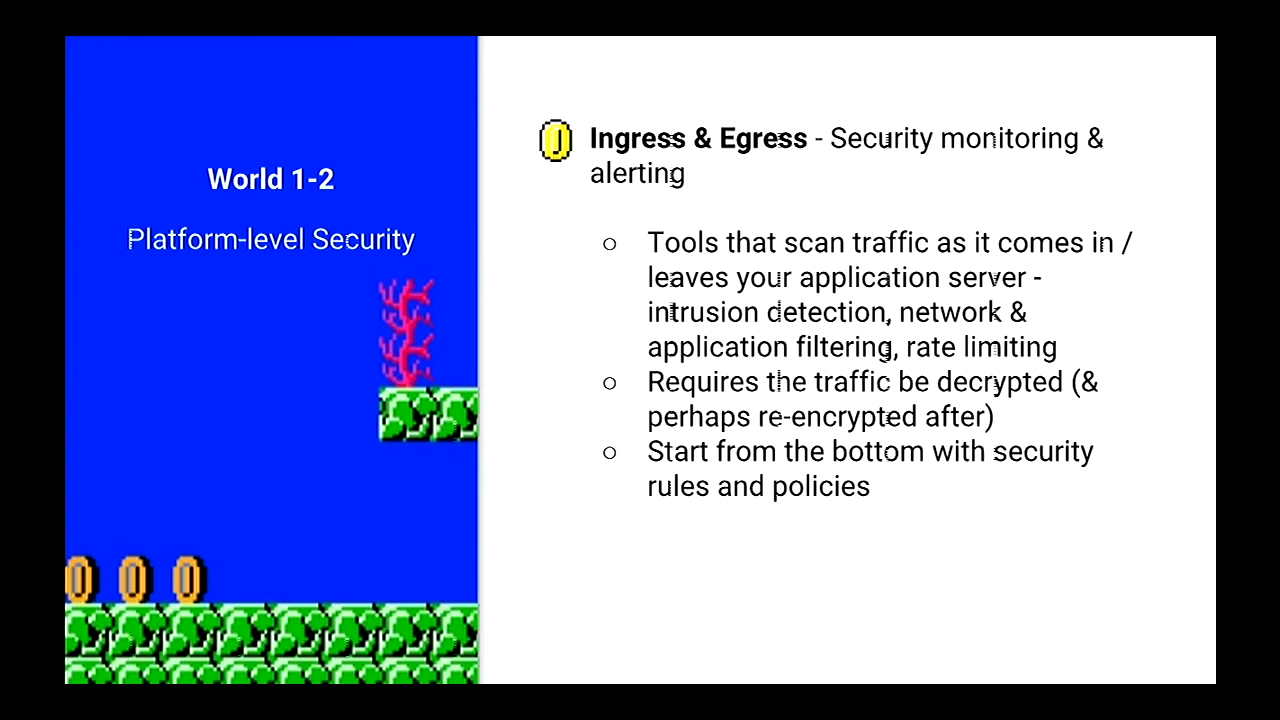 World 1-2
Platform-level Security
Ingress & Egress - Security monitoring &
alerting
○ Tools that scan traffic as it comes in /
leaves your application server -
intrusion detection, network &
application filtering, rate limiting
○ Requires the traffic be decrypted (&
perhaps re-encrypted after)
○ Start from the bottom with security
rules and policies